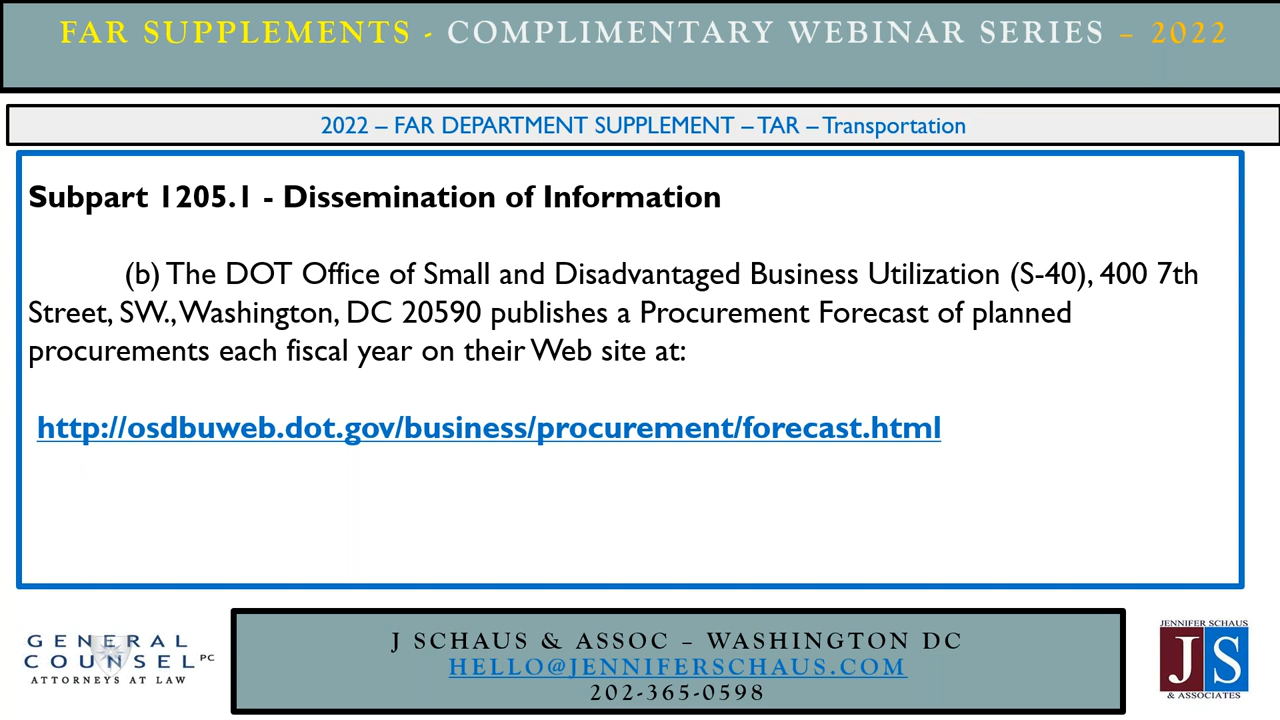 FAR SUPPLEMENTS - COMPLIMENTARY WEBINAR SERIES – 2022
2022 – FAR DEPARTMENT SUPPLEMENT – TAR – Transportation
Subpart 1205.1 - Dissemination of Information
(b) The DOT Office of Small and Disadvantaged Business Utilization (S-40), 400 7th
Street, SW., Washington, DC 20590 publishes a Procurement Forecast of planned
procurements each fiscal year on their Web site at:
http://osdbuweb.dot.gov/business/procurement/forecast.html
GENERAL
COUNSEL PC
ATTORNEYS AT LAW
J SCHAUS & ASSOC – WASHINGTON DC
HELLO@JENNIFERSCHAUS.COM
202-365-0598
JENNIFER SCHAUS
JS
& ASSOCIATES